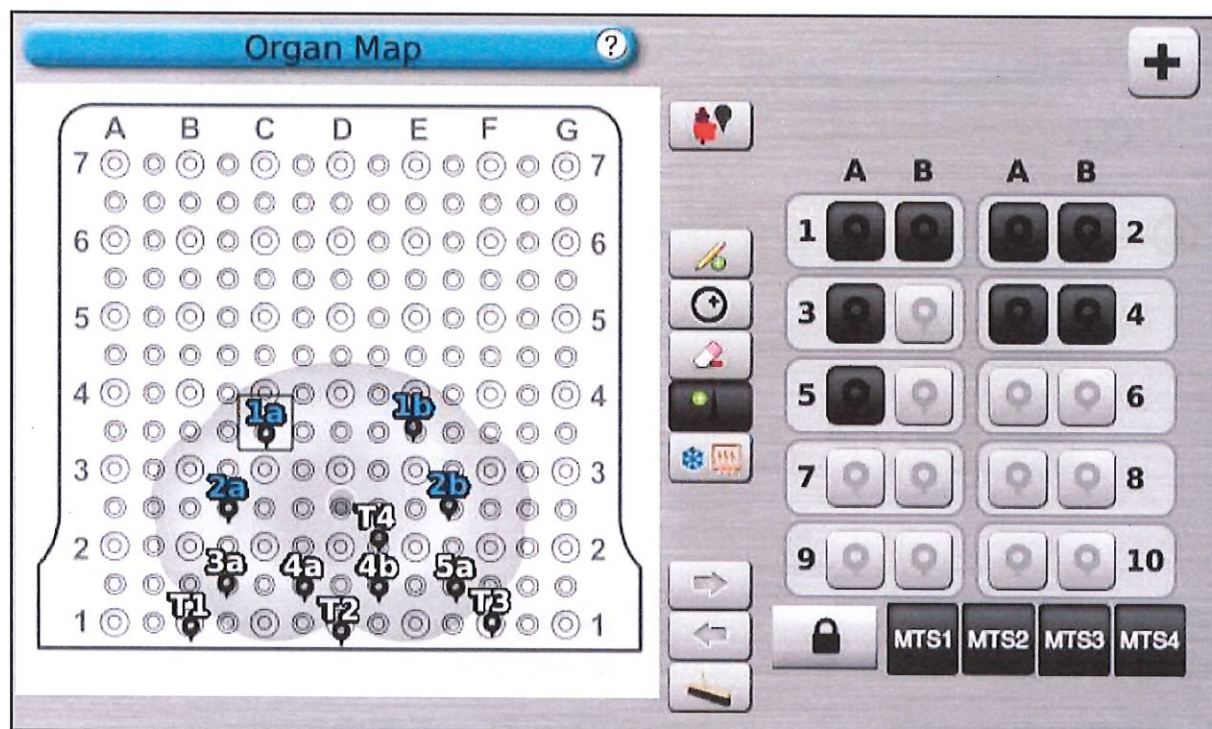 Organ Map ?
A B C D E F G
7 7
6 6
5 5
4 4
1a 1b
3 3
2a 2b
T4
2 2
3a 4a 4b 5a
T1 T2 T3
1 1
A B A B
1 2
3 4
5 6
7 8
9 10
MTS1 MTS2 MTS3 MTS4